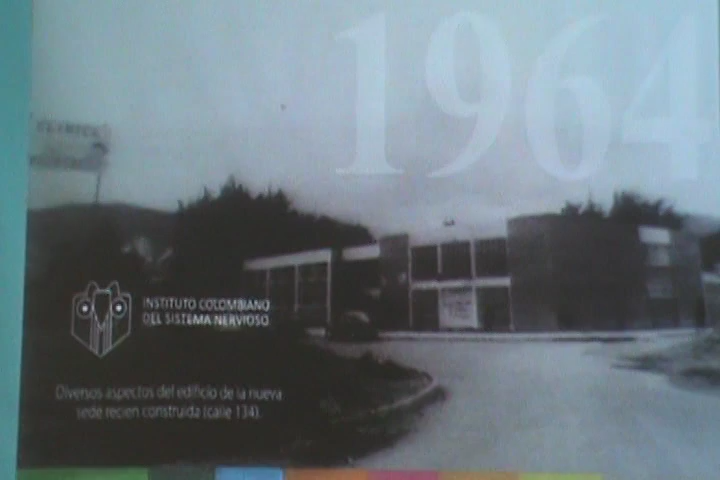 1964
INSTITUTO COLOMBIANO
DEL SISTEMA NERVIOSO
Diversos aspectos del edificio de la nueva
sede recien construida (calle 134).